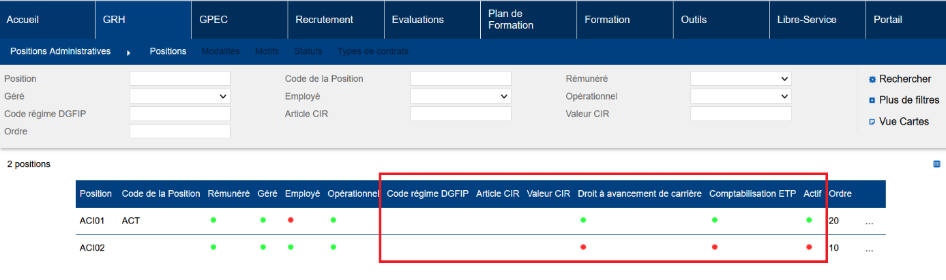 Accueil GRH GPEC Recrutement Evaluations Plan de Formation Formation Outils Libre-Service Portail
Positions Administratives Positions Modalités Motifs Statuts Types de contrats
Position Code de la Position Rémunéré Rechercher
Géré Employé Opérationnel Plus de filtres
Code régime DGFIP Article CIR Valeur CIR Vue Cartes
Ordre
2 positions
Position Code de la Position Rémunéré Géré Employé Opérationnel Code régime DGFIP Article CIR Valeur CIR Droit à avancement de carrière Comptabilisation ETP Actif Ordre
ACI01 ACT 20 ...
ACI02 10 ...